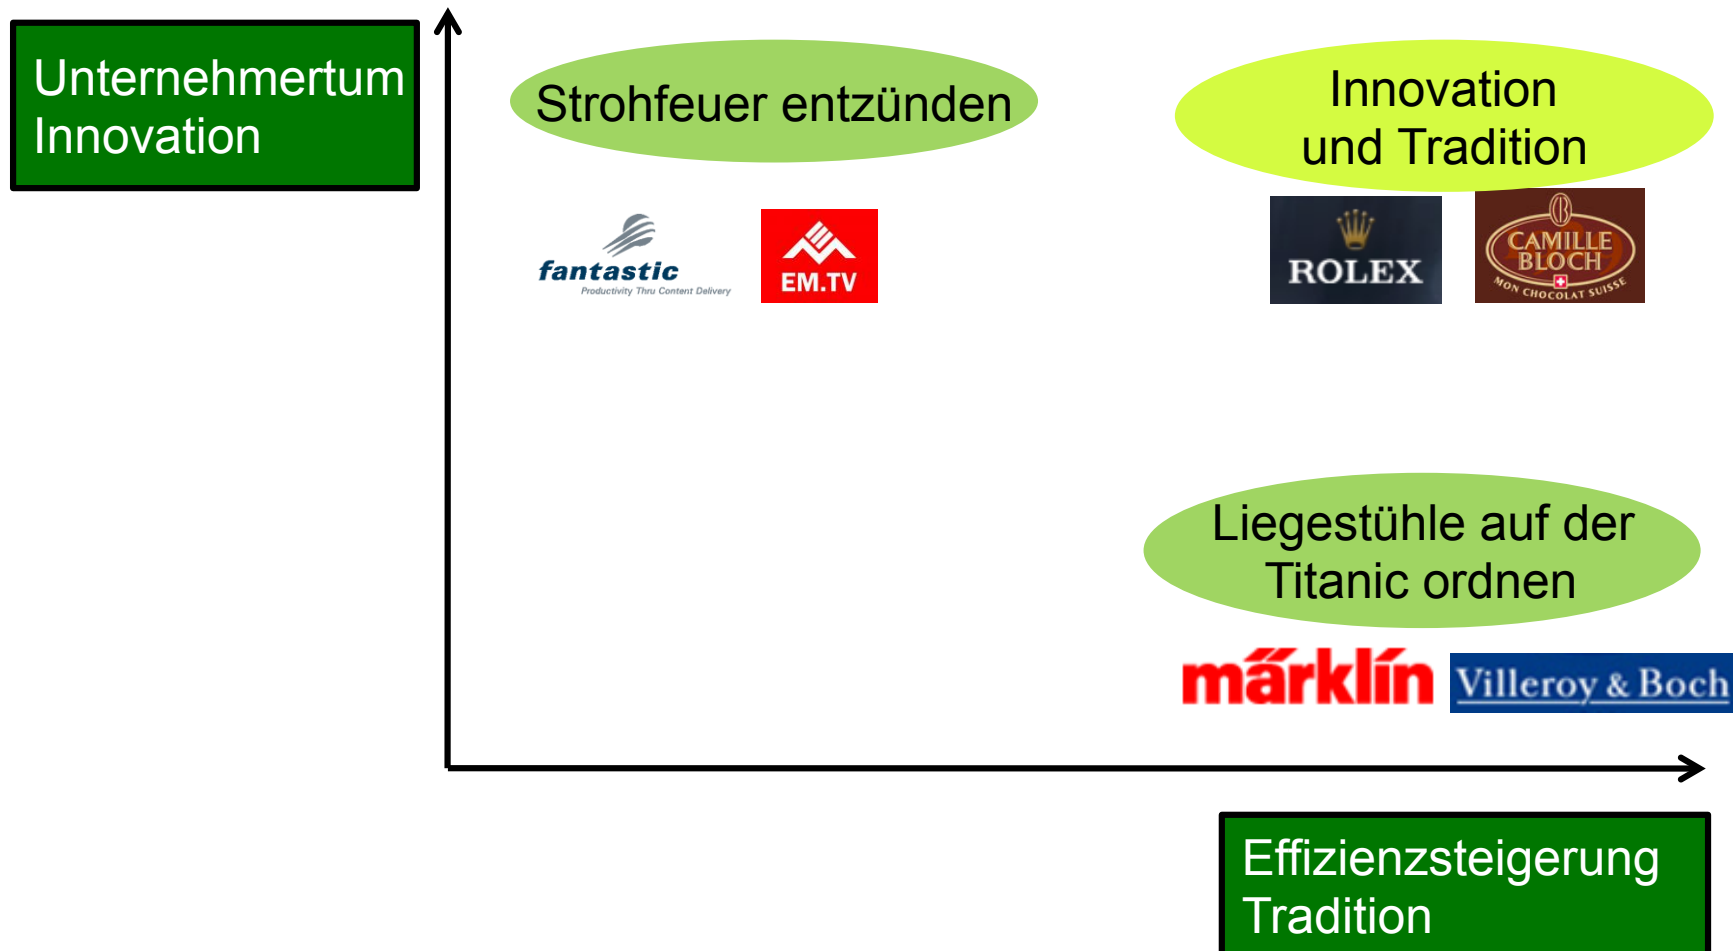 Unternehmertum
Innovation
Strohfeuer entzünden
Innovation
und Tradition
fantastic
Productivity Thru Content Delivery
EM.TV
ROLEX
CAMILLE
BLOCH
MON CHOCOLAT SUISSE
Liegestühle auf der
Titanic ordnen
märklín
Villeroy & Boch
Effizienzsteigerung
Tradition